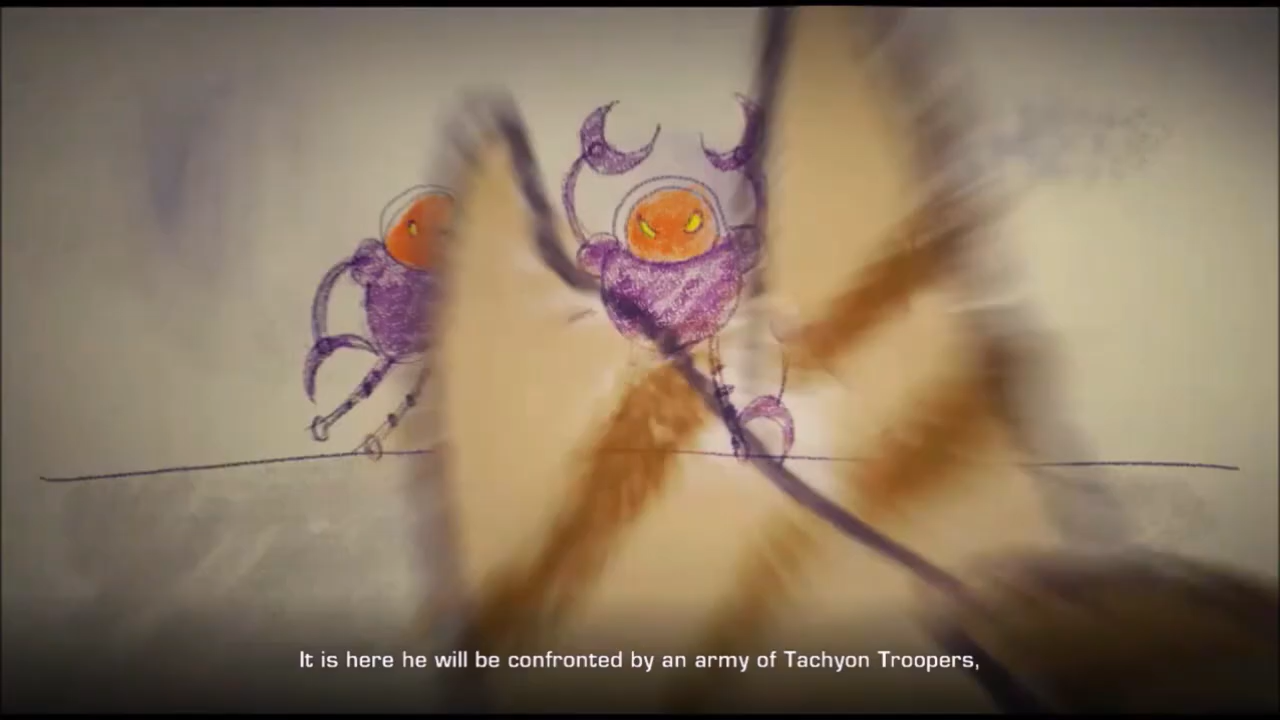 It is here he will be confronted by an army of Tachyon Troopers,